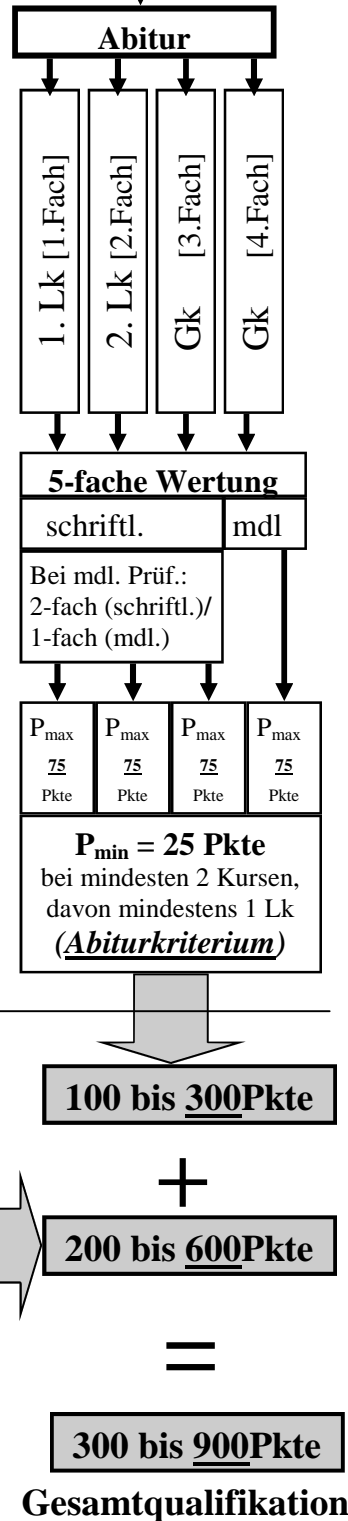 Abitur
1. Lk [1.Fach]
2. Lk [2.Fach]
Gk [3.Fach]
Gk [4.Fach]
5-fache Wertung
schriftl. mdl
Bei mdl. Prüf.:
2-fach (schriftl.)/
1-fach (mdl.)
Pmax Pmax Pmax Pmax
75 75 75 75
Pkte Pkte Pkte Pkte
Pmin = 25 Pkte
bei mindesten 2 Kursen,
davon mindestens 1 Lk
(Abiturkriterium)
100 bis 300Pkte
+
200 bis 600Pkte
=
300 bis 900Pkte
Gesamtqualifikation